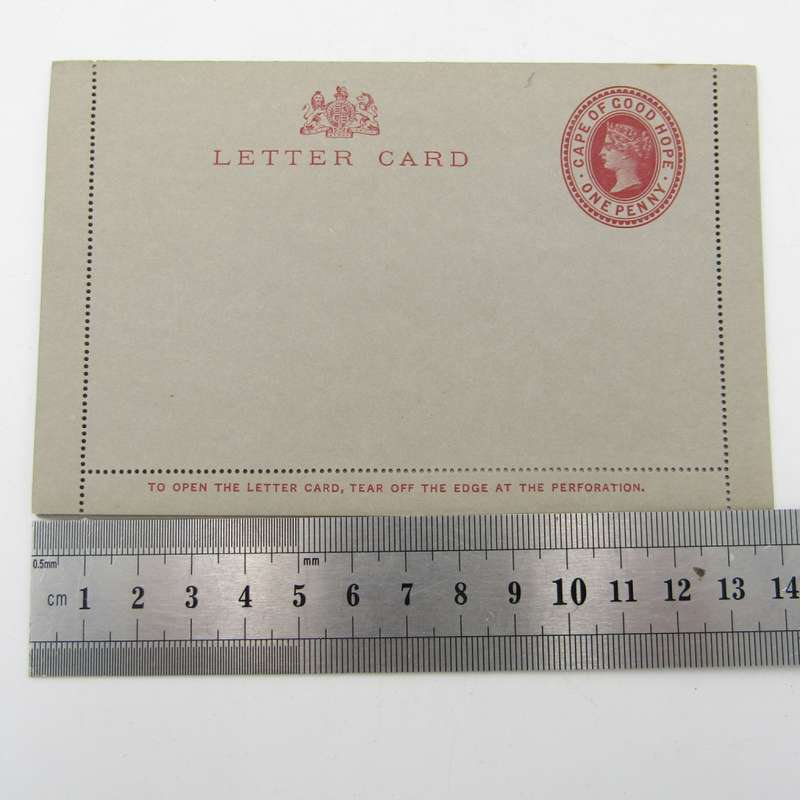 LETTER CARD
CAPE OF GOOD HOPE
ONE PENNY
TO OPEN THE LETTER CARD, TEAR OFF THE EDGE AT THE PERFORATION.
0.5mm mm
cm 1 2 3 4 5 6 7 8 9 10 11 12 13 14